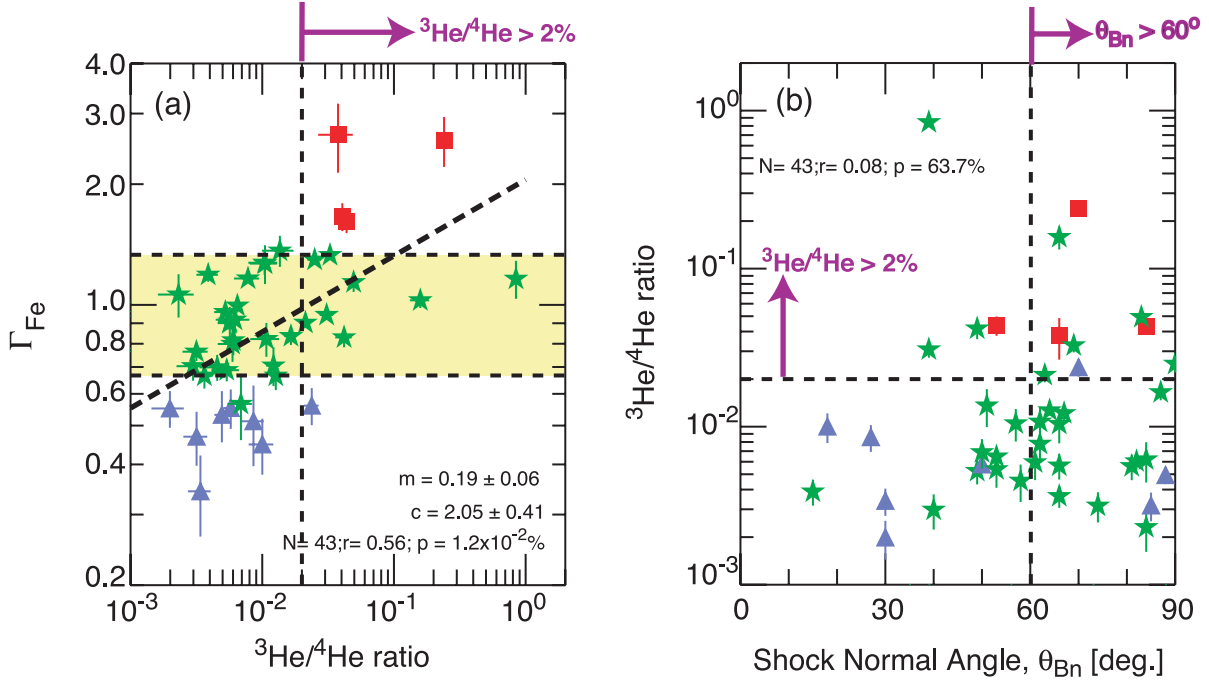 ³He/⁴He > 2%
(a)
4.0
3.0
2.0
1.0
0.8
0.6
0.4
0.2
Γ_Fe
m = 0.19 ± 0.06
c = 2.05 ± 0.41
N= 43;r= 0.56; p = 1.2x10⁻²%
10⁻³ 10⁻² 10⁻¹ 10⁰
³He/⁴He ratio
θ_Bn > 60º
(b)
N= 43;r= 0.08; p = 63.7%
³He/⁴He > 2%
10⁰
10⁻¹
10⁻²
10⁻³
³He/⁴He ratio
0 30 60 90
Shock Normal Angle, θ_Bn [deg.]